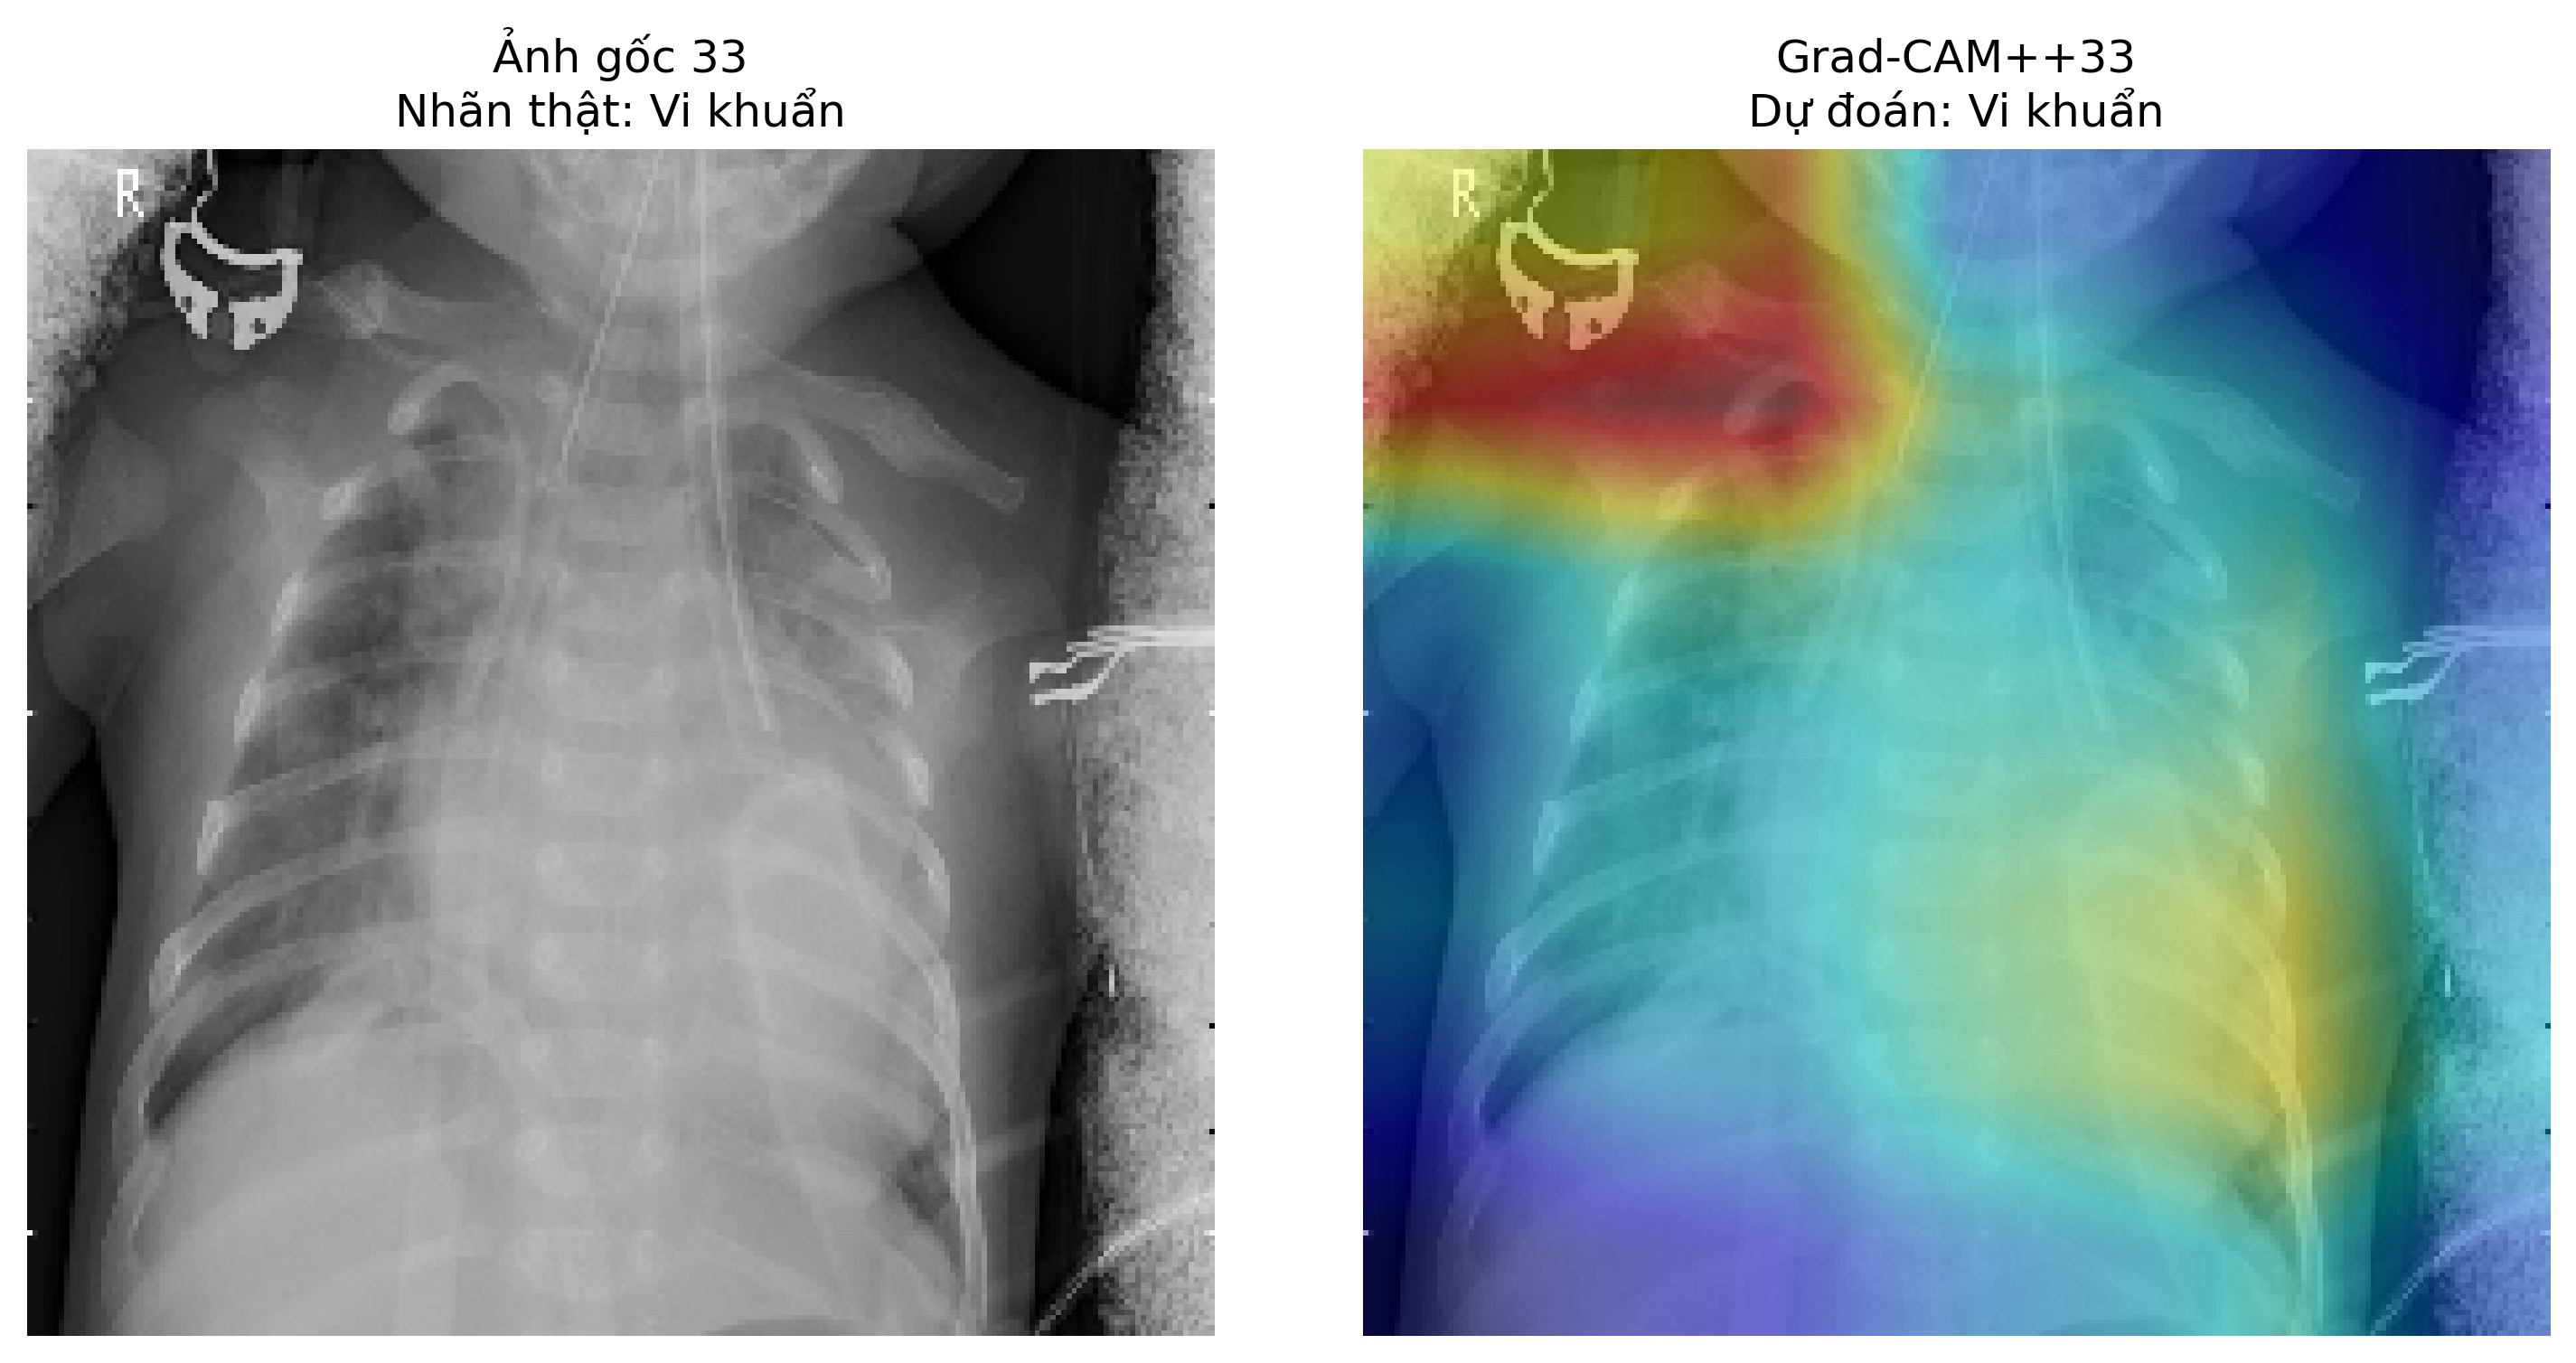 Ảnh gốc 33
Nhãn thật: Vi khuẩn
Grad-CAM++33
Dự đoán: Vi khuẩn
R
R